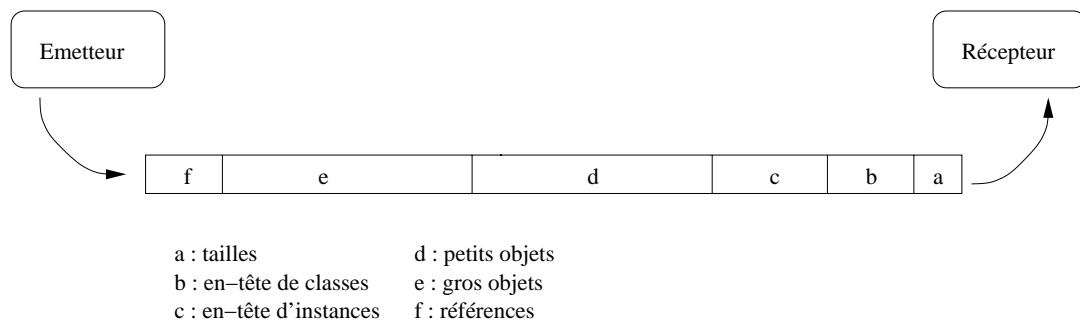 Emetteur
Récepteur
f e d c b a
a : tailles d : petits objets
b : en−tête de classes e : gros objets
c : en−tête d'instances f : références